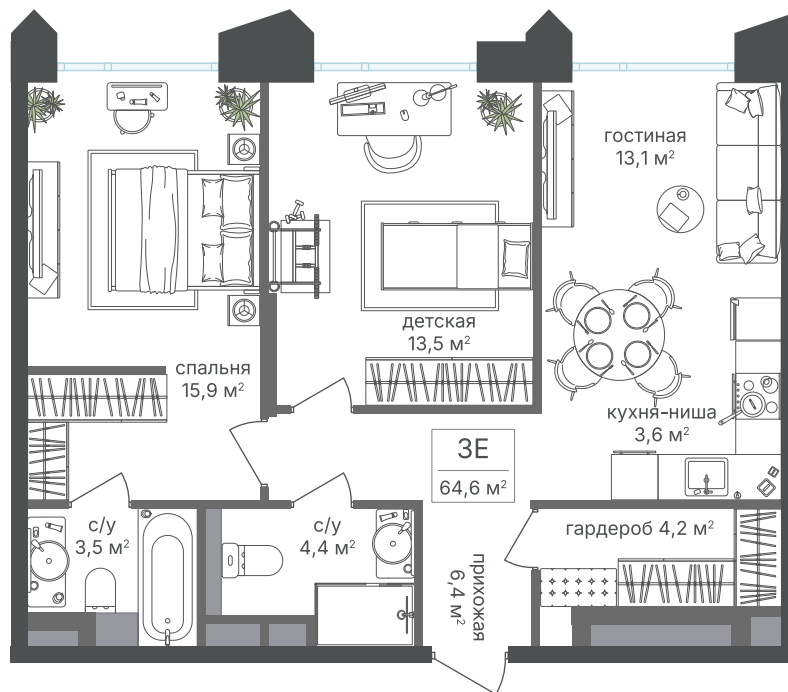 гостиная
13,1 м²
детская
13,5 м²
спальня
15,9 м²
кухня-ниша
3,6 м²
3Е
64,6 м²
с/у
3,5 м²
с/у
4,4 м²
гардероб 4,2 м²
прихожая
6,4 м²